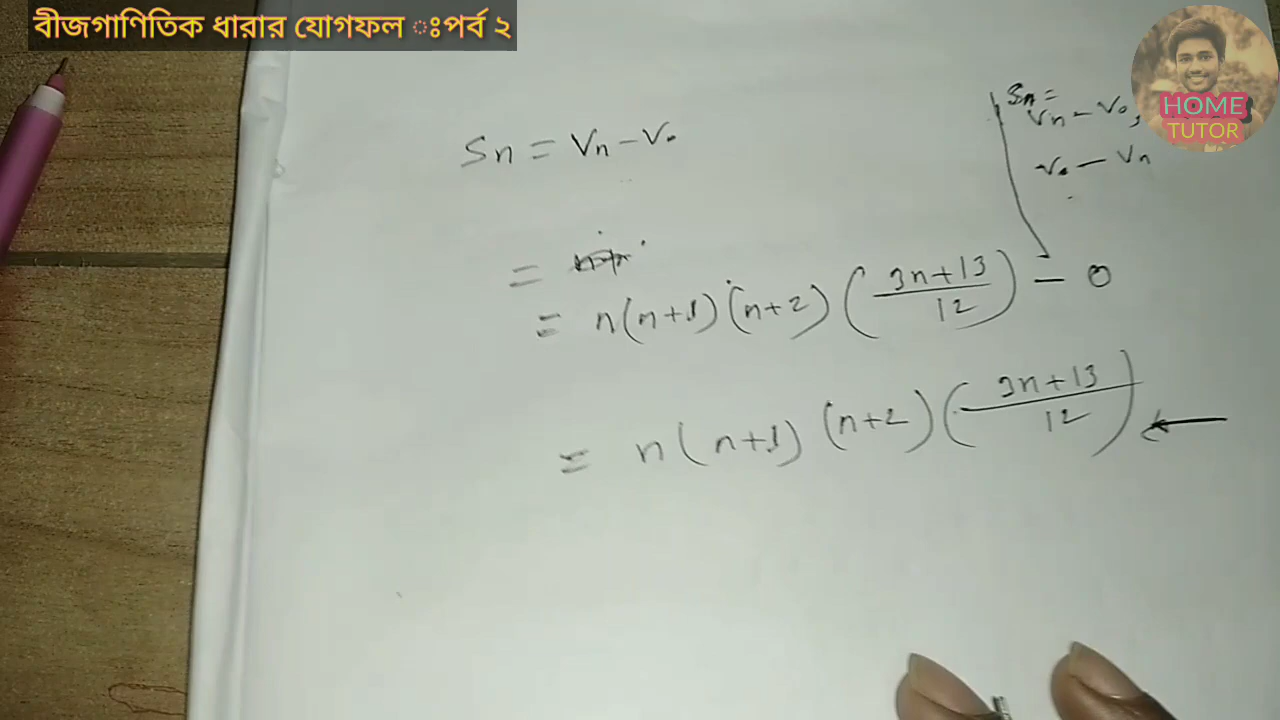 বীজগাণিতিক ধারার যোগফল ঃপর্ব ২
HOME
TUTOR
Sn =
Vn - V₀,
V₀ - Vn
Sn = Vn - V₀
=
= n(n+1)(n+2)((3n+13)/12) - 0
= n(n+1)(n+2)((3n+13)/12)